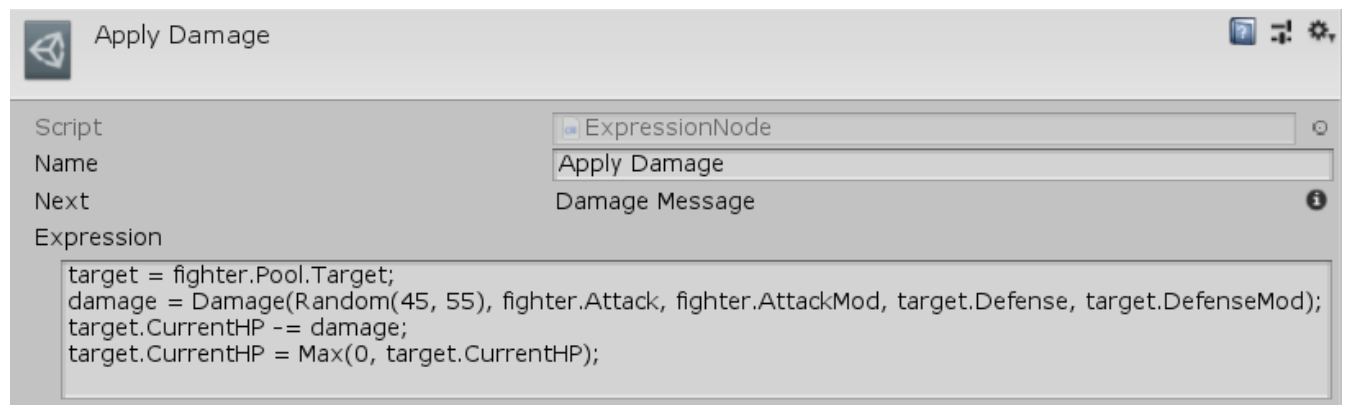 Apply Damage
Script ExpressionNode
Name Apply Damage
Next Damage Message
Expression
target = fighter.Pool.Target;
damage = Damage(Random(45, 55), fighter.Attack, fighter.AttackMod, target.Defense, target.DefenseMod);
target.CurrentHP -= damage;
target.CurrentHP = Max(0, target.CurrentHP);